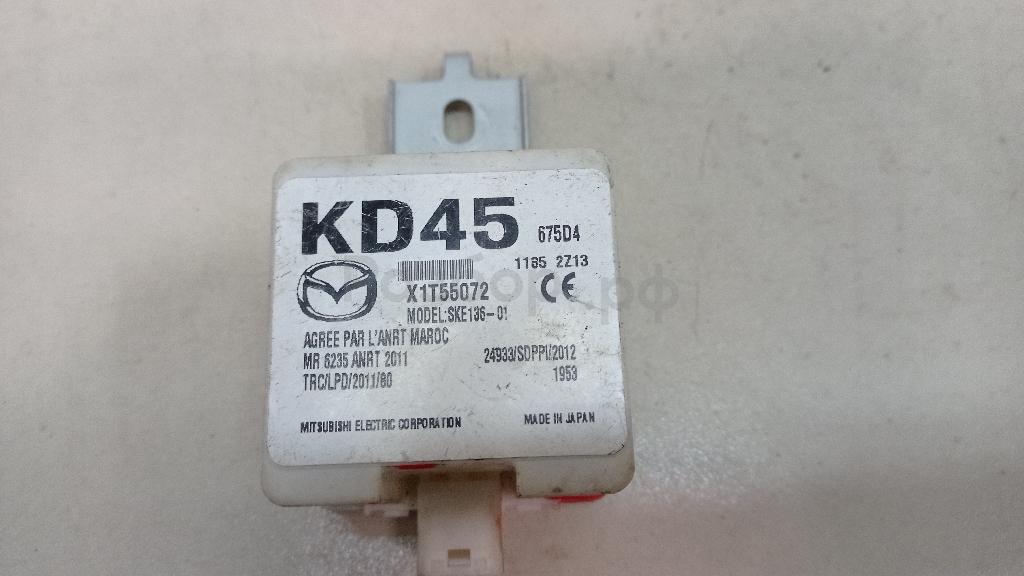 KD45 675D4
1185 2Z13
X1T55072
MODEL:SKE136-01
AGREE PAR L'ANRT MAROC
MR 6235 ANRT 2011 24933/SDPPI/2012
TRC/LPD/2011/80 1953
MITSUBISHI ELECTRIC CORPORATION MADE IN JAPAN